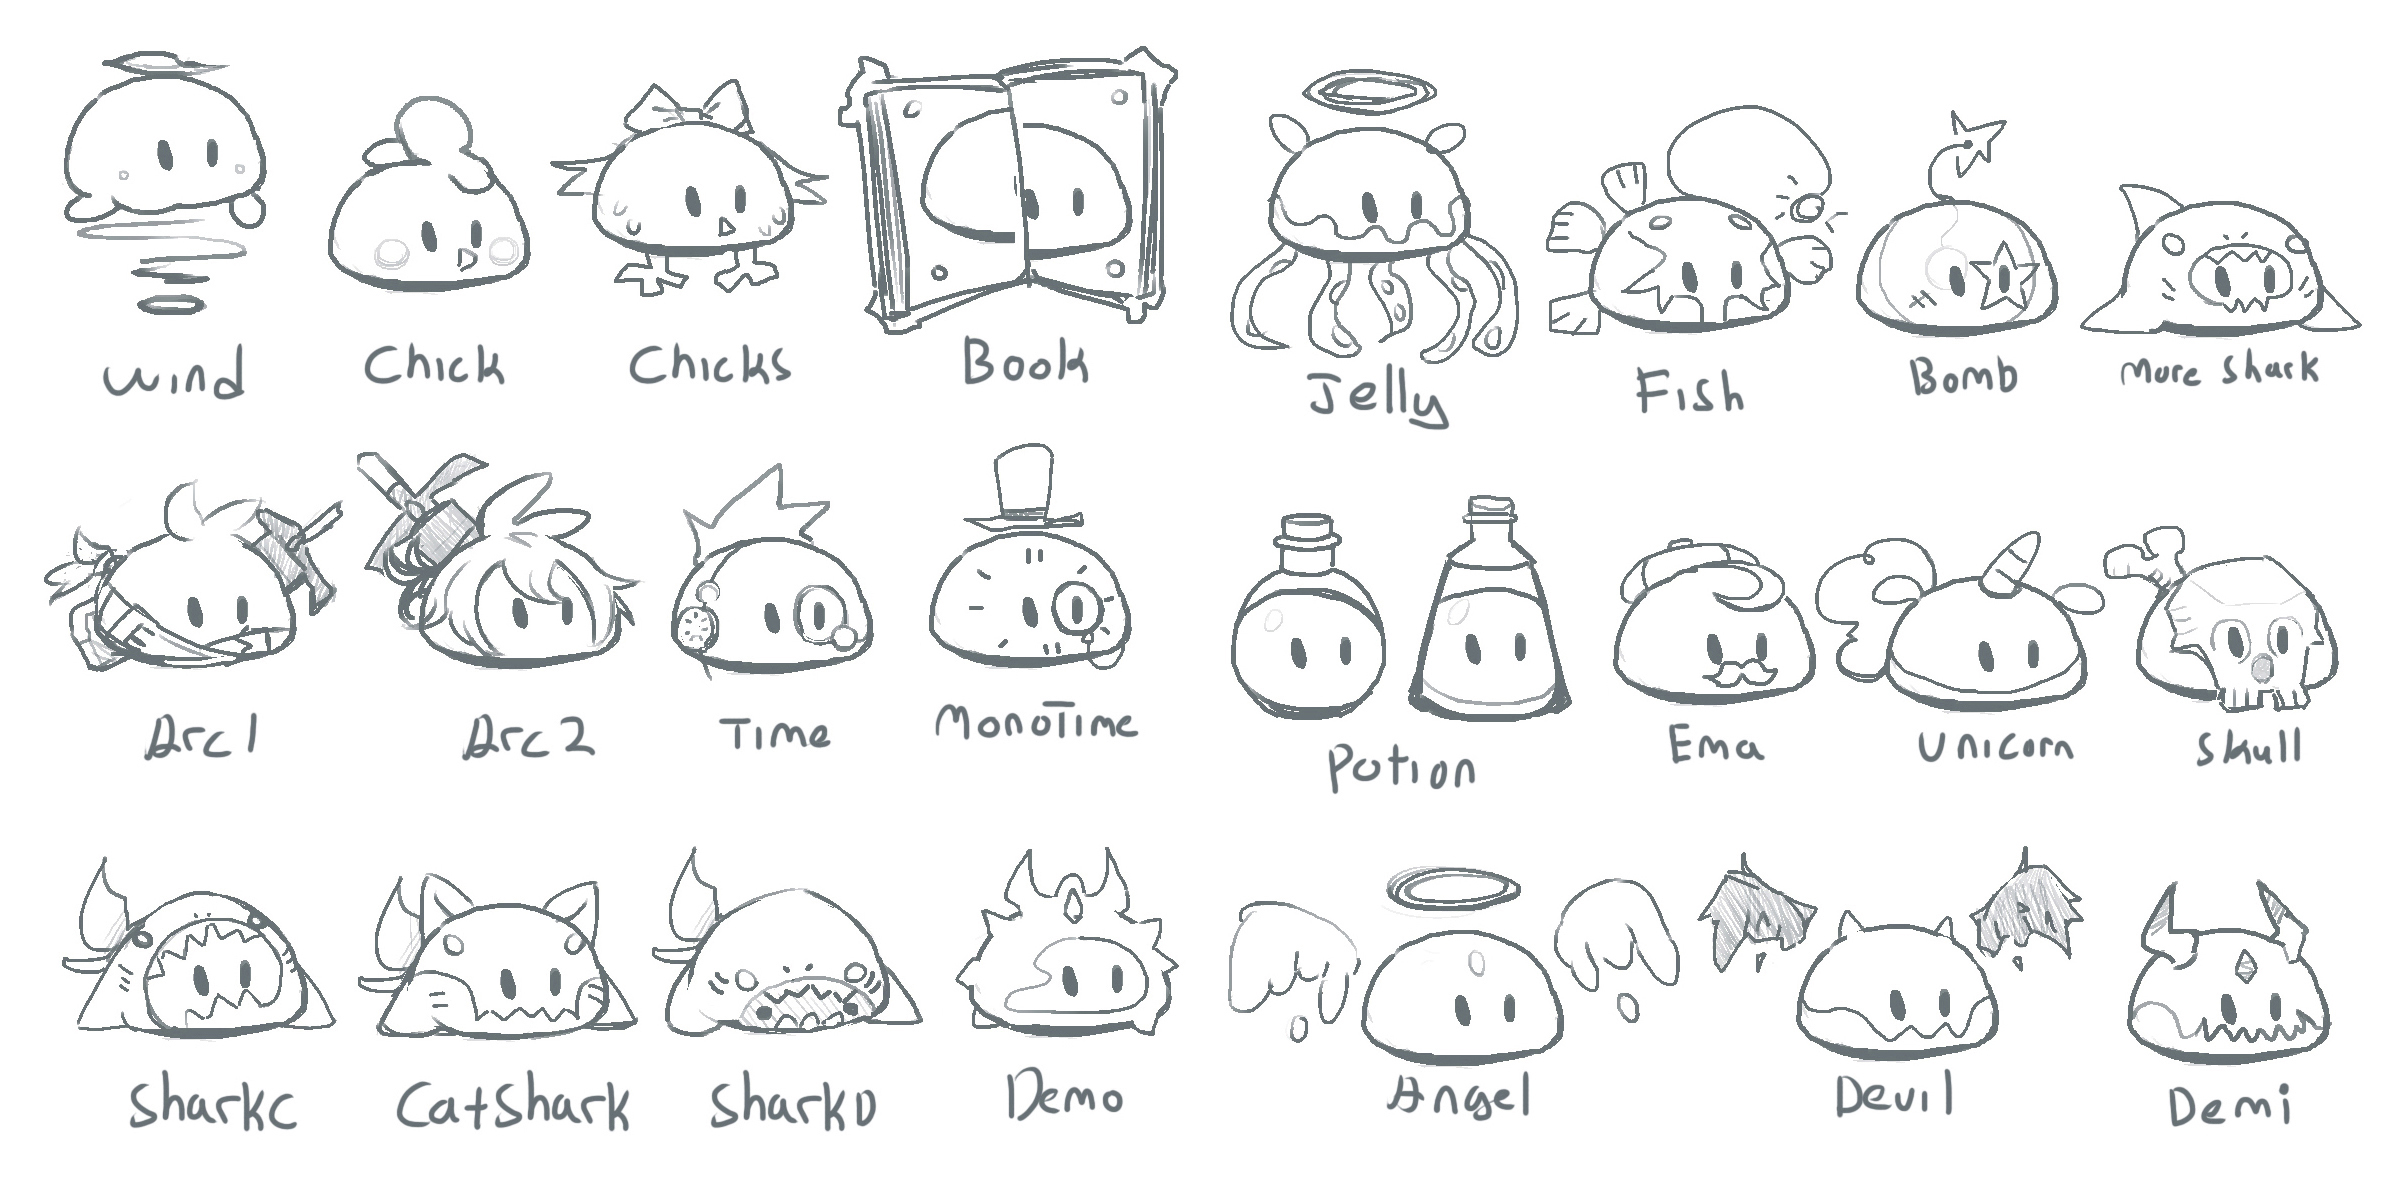 Wind
Chick
Chicks
Book
Jelly
Fish
Bomb
More Shark
Arc1
Arc2
Time
MonoTime
Potion
Ema
Unicorn
Skull
SharkC
CatShark
SharkD
Demo
Angel
Devil
Demi